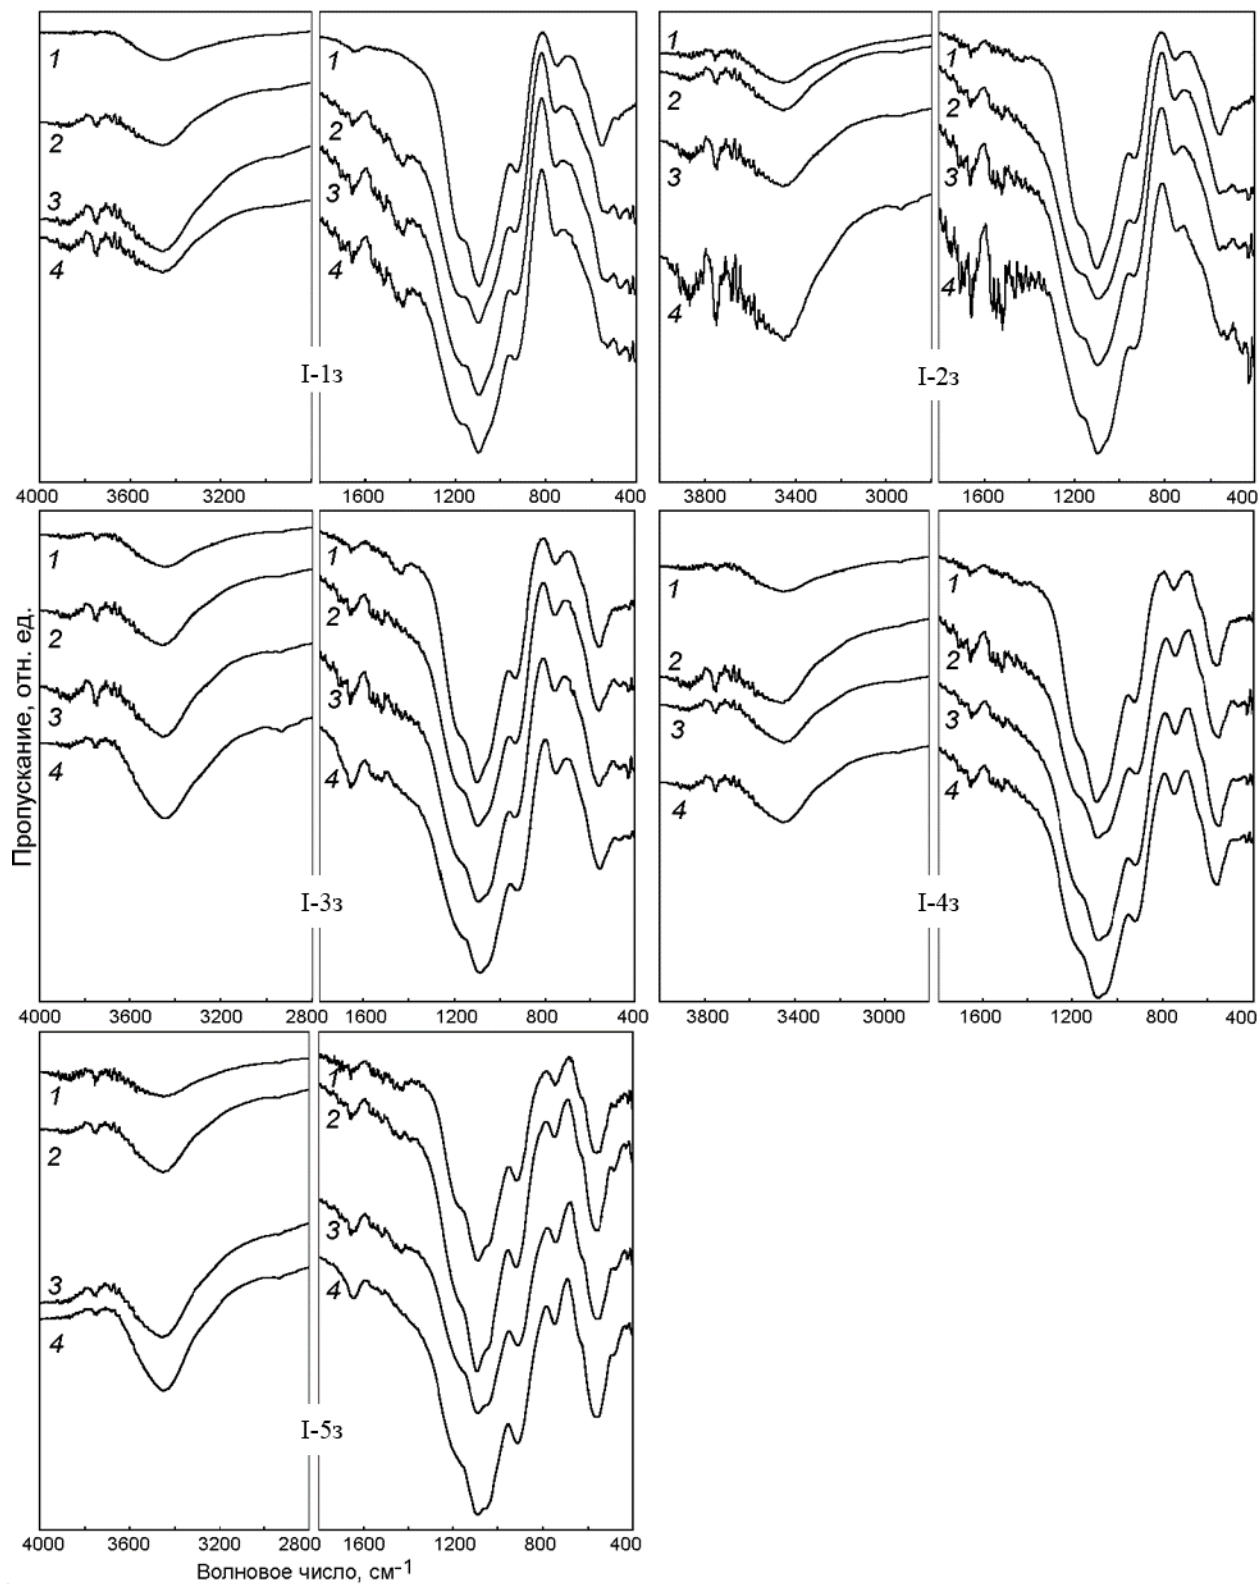 1 1 1 1
2 2 2 2
3 3 3 3
4 4 4 4
I-1з I-2з
4000 3600 3200 1600 1200 800 400 3800 3400 3000 1600 1200 800 400
1 1 1 1
2 2 2 2
3 3 3 3
4 4 4 4
Пропускание, отн. ед.
I-3з I-4з
4000 3600 3200 2800 1600 1200 800 400 3800 3400 3000 1600 1200 800 400
1 1
2 2
3 3
4 4
I-5з
4000 3600 3200 2800 1600 1200 800 400
Волновое число, см-1